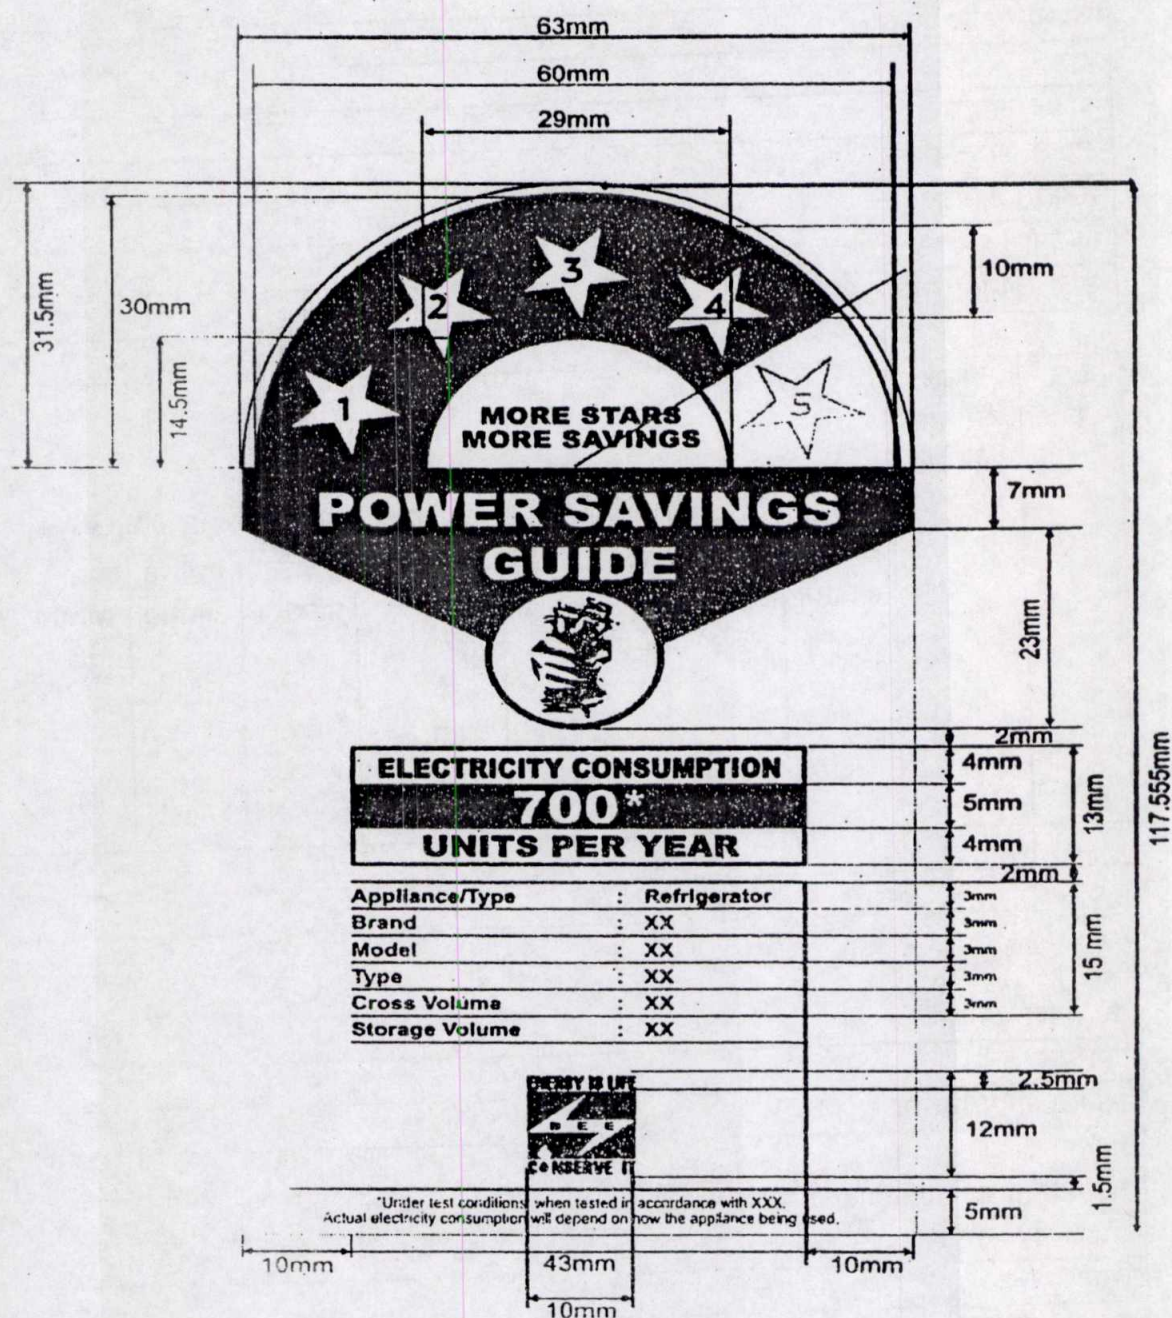 63mm
60mm
29mm
31.5mm
30mm
14.5mm
10mm
1
2
3
4
5
MORE STARS
MORE SAVINGS
POWER SAVINGS
GUIDE
7mm
23mm
2mm
ELECTRICITY CONSUMPTION
700*
UNITS PER YEAR
4mm
5mm
4mm
13mm
2mm
117.555mm
Appliance/Type : Refrigerator
Brand : XX
Model : XX
Type : XX
Cross Volume : XX
Storage Volume : XX
3mm
3mm
3mm
3mm
3mm
15 mm
ENERGY IS LIFE
BEE
CONSERVE IT
2.5mm
12mm
1.5mm
5mm
*Under test conditions, when tested in accordance with XXX.
Actual electricity consumption will depend on how the appliance being used.
10mm
43mm
10mm
10mm